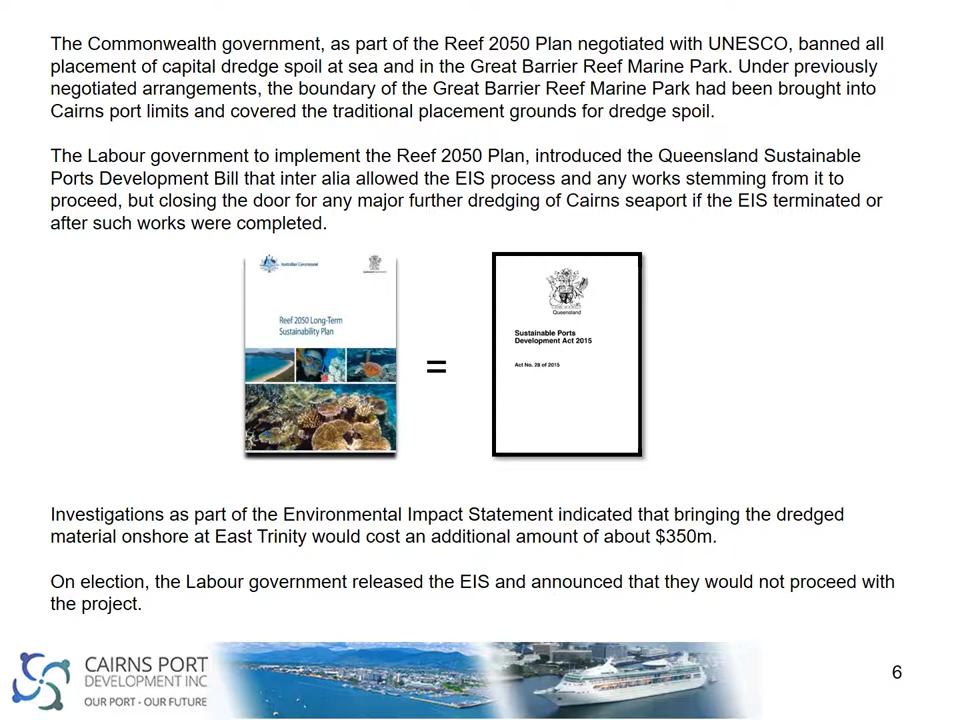 The Commonwealth government, as part of the Reef 2050 Plan negotiated with UNESCO, banned all
placement of capital dredge spoil at sea and in the Great Barrier Reef Marine Park. Under previously
negotiated arrangements, the boundary of the Great Barrier Reef Marine Park had been brought into
Cairns port limits and covered the traditional placement grounds for dredge spoil.
The Labour government to implement the Reef 2050 Plan, introduced the Queensland Sustainable
Ports Development Bill that inter alia allowed the EIS process and any works stemming from it to
proceed, but closing the door for any major further dredging of Cairns seaport if the EIS terminated or
after such works were completed.
Australian Government
Reef 2050 Long-Term
Sustainability Plan
=
Queensland
Sustainable Ports
Development Act 2015
Act No. 28 of 2015
Investigations as part of the Environmental Impact Statement indicated that bringing the dredged
material onshore at East Trinity would cost an additional amount of about $350m.
On election, the Labour government released the EIS and announced that they would not proceed with
the project.
CAIRNS PORT
DEVELOPMENT INC
OUR PORT - OUR FUTURE
6